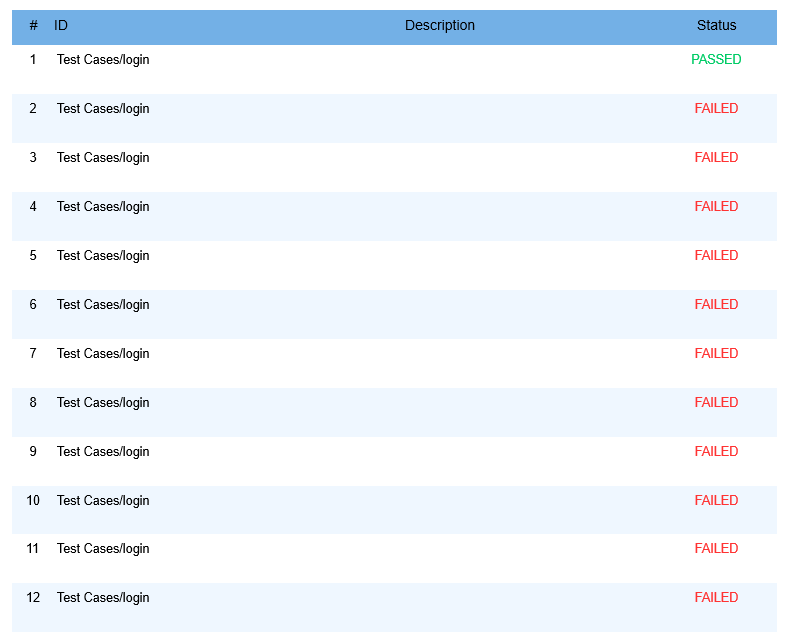 # ID Description Status
1 Test Cases/login PASSED
2 Test Cases/login FAILED
3 Test Cases/login FAILED
4 Test Cases/login FAILED
5 Test Cases/login FAILED
6 Test Cases/login FAILED
7 Test Cases/login FAILED
8 Test Cases/login FAILED
9 Test Cases/login FAILED
10 Test Cases/login FAILED
11 Test Cases/login FAILED
12 Test Cases/login FAILED